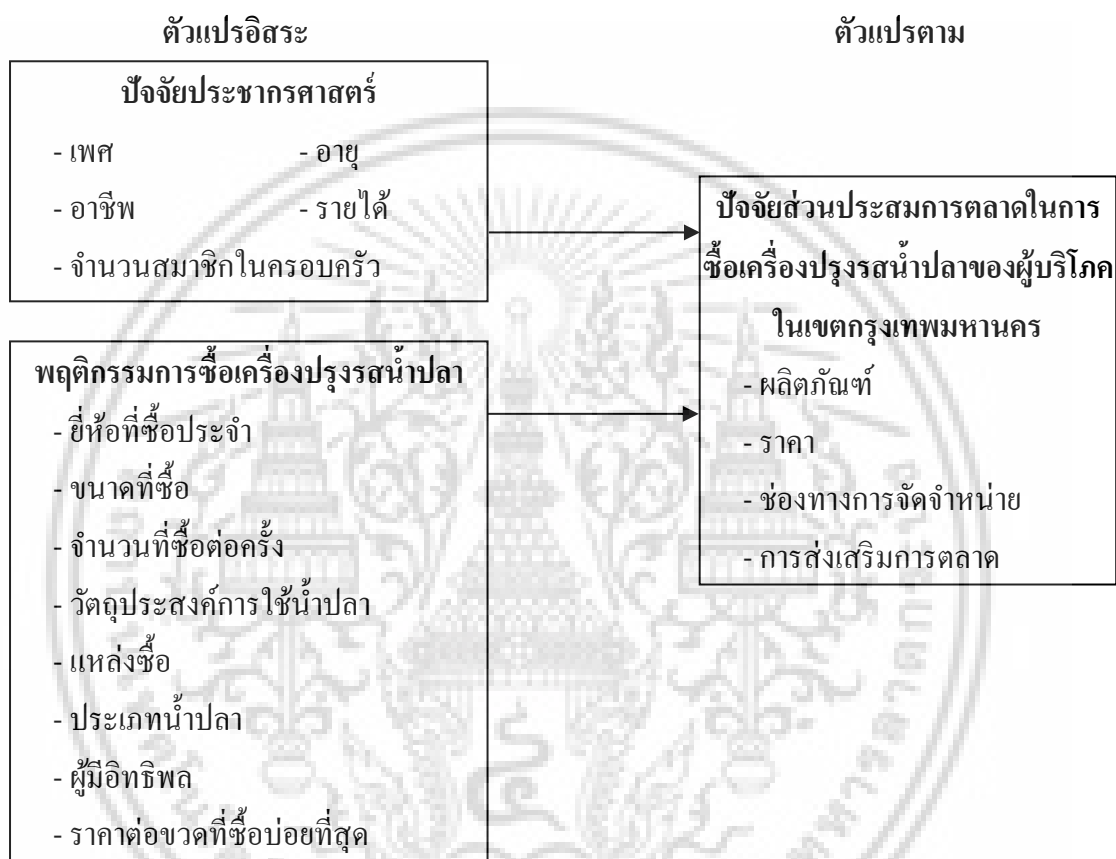 ตัวแปรอิสระ
ปัจจัยประชากรศาสตร์
- เพศ - อายุ
- อาชีพ - รายได้
- จำนวนสมาชิกในครอบครัว
พฤติกรรมการซื้อเครื่องปรุงรสน้ำปลา
- ยี่ห้อที่ซื้อประจำ
- ขนาดที่ซื้อ
- จำนวนที่ซื้อต่อครั้ง
- วัตถุประสงค์การใช้น้ำปลา
- แหล่งซื้อ
- ประเภทน้ำปลา
- ผู้มีอิทธิพล
- ราคาต่อขวดที่ซื้อบ่อยที่สุด
ตัวแปรตาม
ปัจจัยส่วนประสมการตลาดในการ
ซื้อเครื่องปรุงรสน้ำปลาของผู้บริโภค
ในเขตกรุงเทพมหานคร
- ผลิตภัณฑ์
- ราคา
- ช่องทางการจัดจำหน่าย
- การส่งเสริมการตลาด